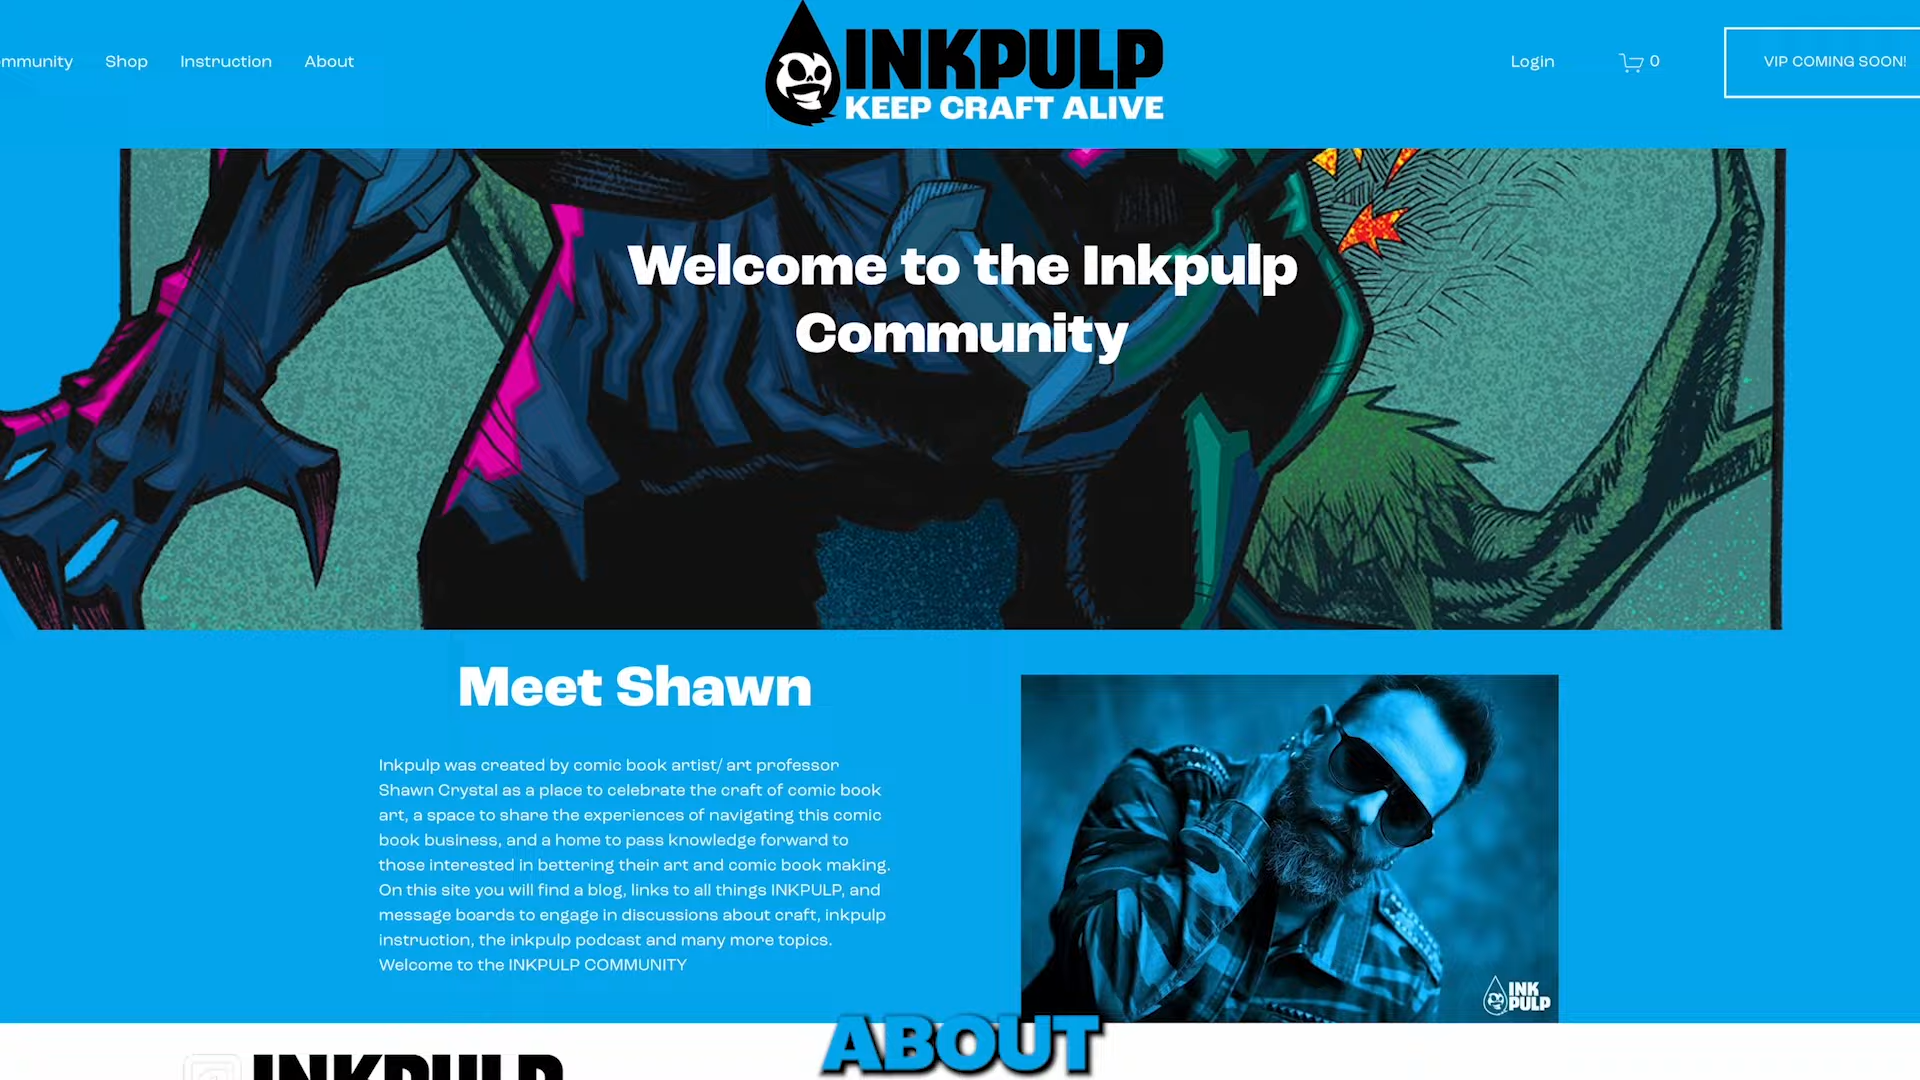 mmunity Shop Instruction About
INKPULP
KEEP CRAFT ALIVE
Login 0
VIP COMING SOON!
Welcome to the Inkpulp
Community
Meet Shawn
Inkpulp was created by comic book artist/ art professor
Shawn Crystal as a place to celebrate the craft of comic book
art, a space to share the experiences of navigating this comic
book business, and a home to pass knowledge forward to
those interested in bettering their art and comic book making.
On this site you will find a blog, links to all things INKPULP, and
message boards to engage in discussions about craft, inkpulp
instruction, the inkpulp podcast and many more topics.
Welcome to the INKPULP COMMUNITY
INK
PULP
ABOUT
INKPULP